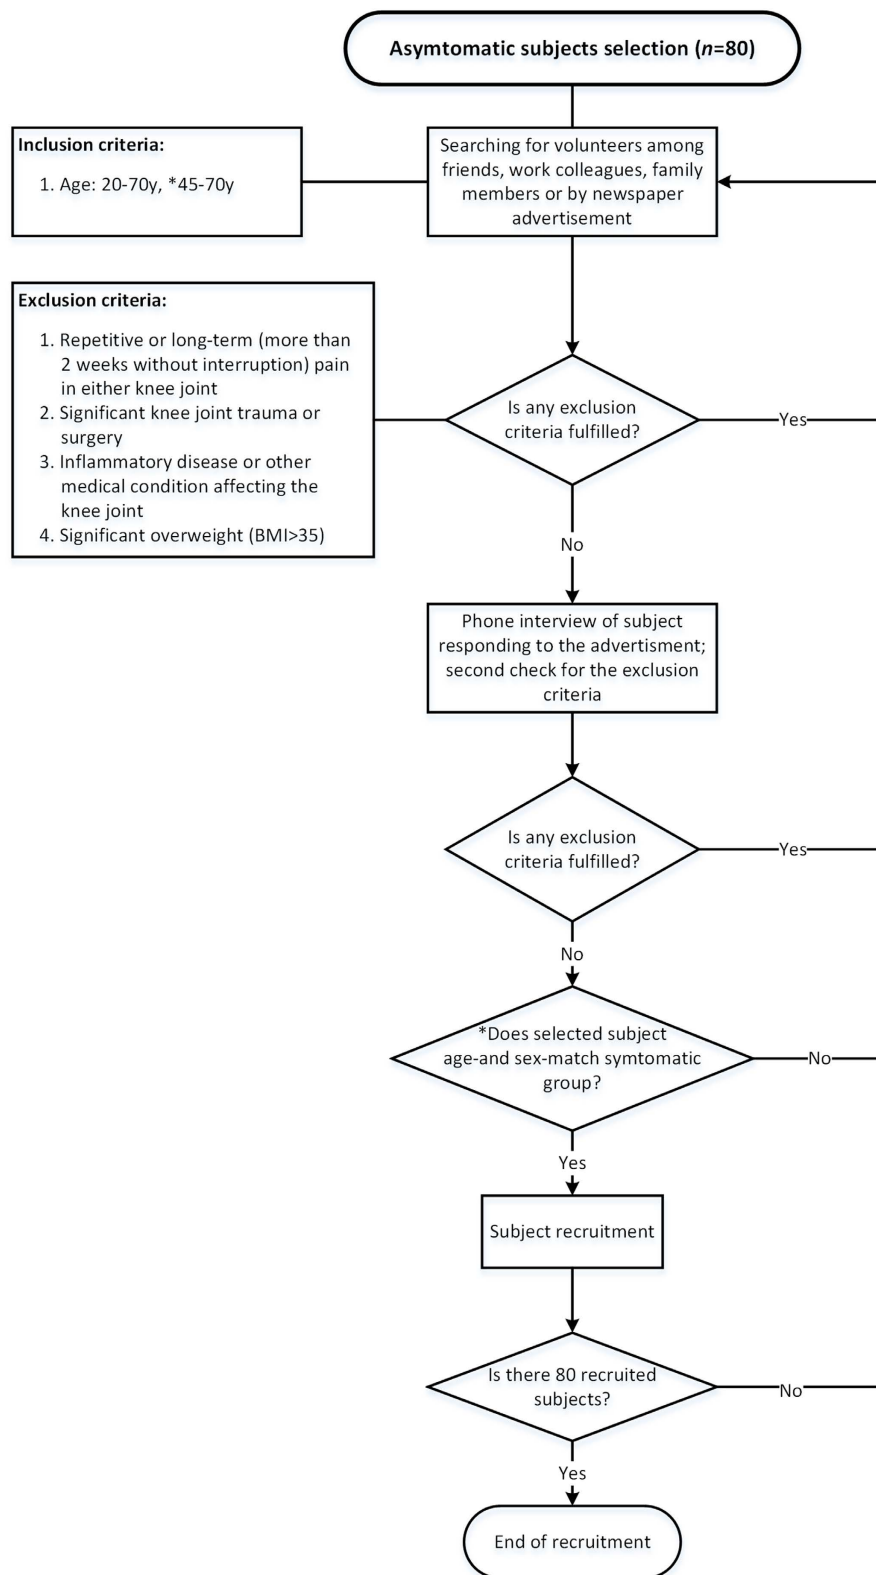 Asymtomatic subjects selection (n=80)
Inclusion criteria:
1. Age: 20-70y, *45-70y
Searching for volunteers among
friends, work colleagues, family
members or by newspaper
advertisement
Exclusion criteria:
1. Repetitive or long-term (more than
2 weeks without interruption) pain
in either knee joint
2. Significant knee joint trauma or
surgery
3. Inflammatory disease or other
medical condition affecting the
knee joint
4. Significant overweight (BMI>35)
Is any exclusion
criteria fulfilled?
Yes
No
Phone interview of subject
responding to the advertisment;
second check for the exclusion
criteria
Is any exclusion
criteria fulfilled?
Yes
No
*Does selected subject
age-and sex-match symtomatic
group?
No
Yes
Subject recruitment
Is there 80 recruited
subjects?
No
Yes
End of recruitment